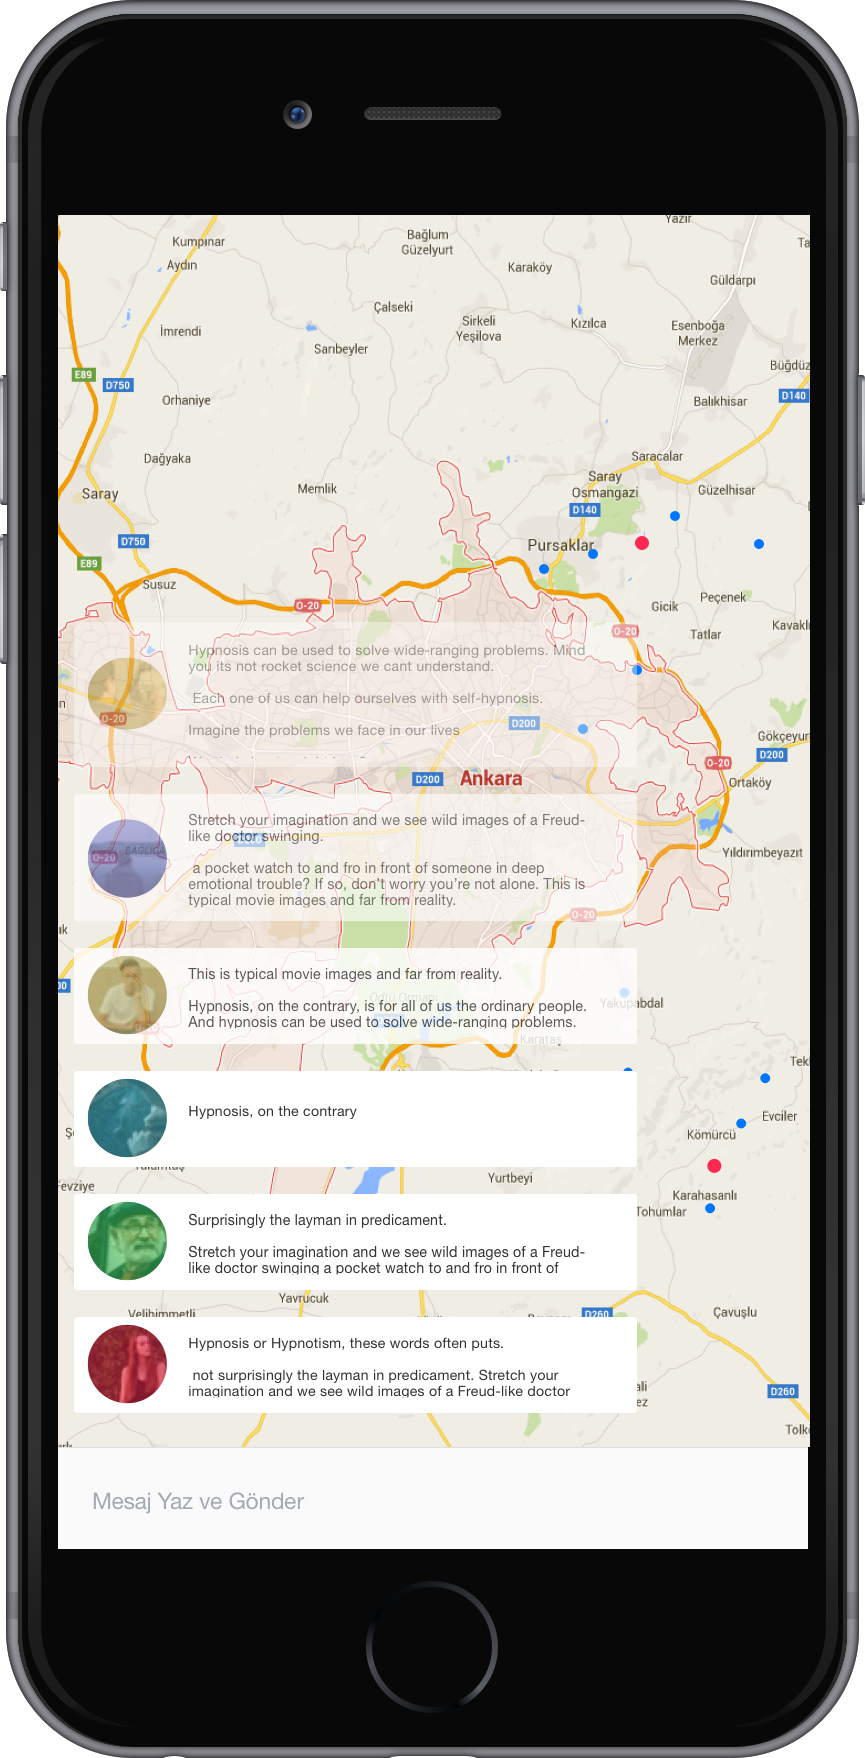 Yazır
Kumpınar
Bağlum
Güzelyurt
Aydın
Karaköy
Güldarpı
Çalseki
Sirkeli
Yeşilova
Kızılca
Esenboğa
Merkez
İmrendi
Sarıbeyler
Büğdüz
E89
D750
D140
Orhaniye
Balıkhisar
Dağyaka
Saracalar
Memlik
Saray
Osmangazi
Güzelhisar
Saray
D140
D750
Pursaklar
E89
Susuz
Peçenek
O-20
Gicik
Kavaklı
O-20
Tatlar
Hypnosis can be used to solve wide-ranging problems. Mind
you its not rocket science we cant understand.
Each one of us can help ourselves with self-hypnosis.
O-20
D200
Imagine the problems we face in our lives
Gökçeyurt
D200
O-20
D200
Ankara
Ortaköy
Stretch your imagination and we see wild images of a Freud-
like doctor swinging.
BAĞLICA
O-20
Yıldırımbeyazıt
a pocket watch to and fro in front of someone in deep
emotional trouble? If so, don't worry you're not alone. This is
typical movie images and far from reality.
O-20
This is typical movie images and far from reality.
Odtü Ormanı
Yakupabdal
Hypnosis, on the contrary, is for all of us the ordinary people.
And hypnosis can be used to solve wide-ranging problems.
Karataş
Hypnosis, on the contrary
Evciler
Kömürcü
Yurtbeyi
Karahasanlı
Tohumlar
Fevziye
Surprisingly the layman in predicament.
Stretch your imagination and we see wild images of a Freud-
like doctor swinging a pocket watch to and fro in front of
Yavrucuk
Velihimmetli
D260
Çavuşlu
Hypnosis or Hypnotism, these words often puts.
not surprisingly the layman in predicament. Stretch your
imagination and we see wild images of a Freud-like doctor
D260
Mesaj Yaz ve Gönder